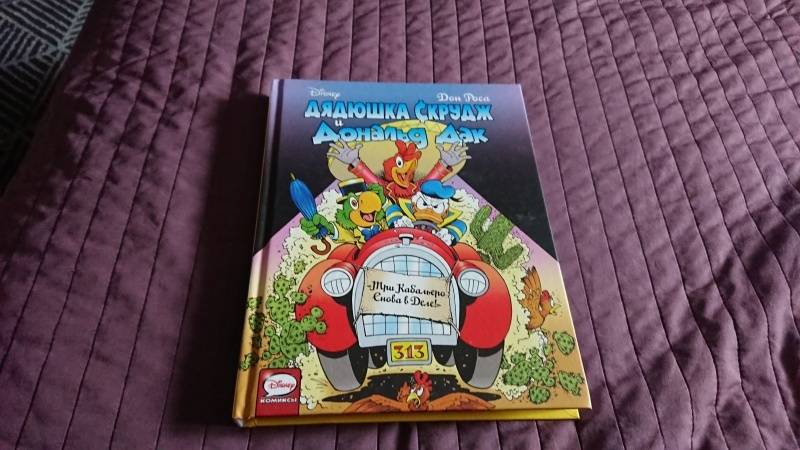 Disney
Дон Роса
ДЯДЮШКА СКРУДЖ
и
Дональд Дак
~Три Кабальеро
Снова в Деле!~
313
Disney
КОМИКСЫ